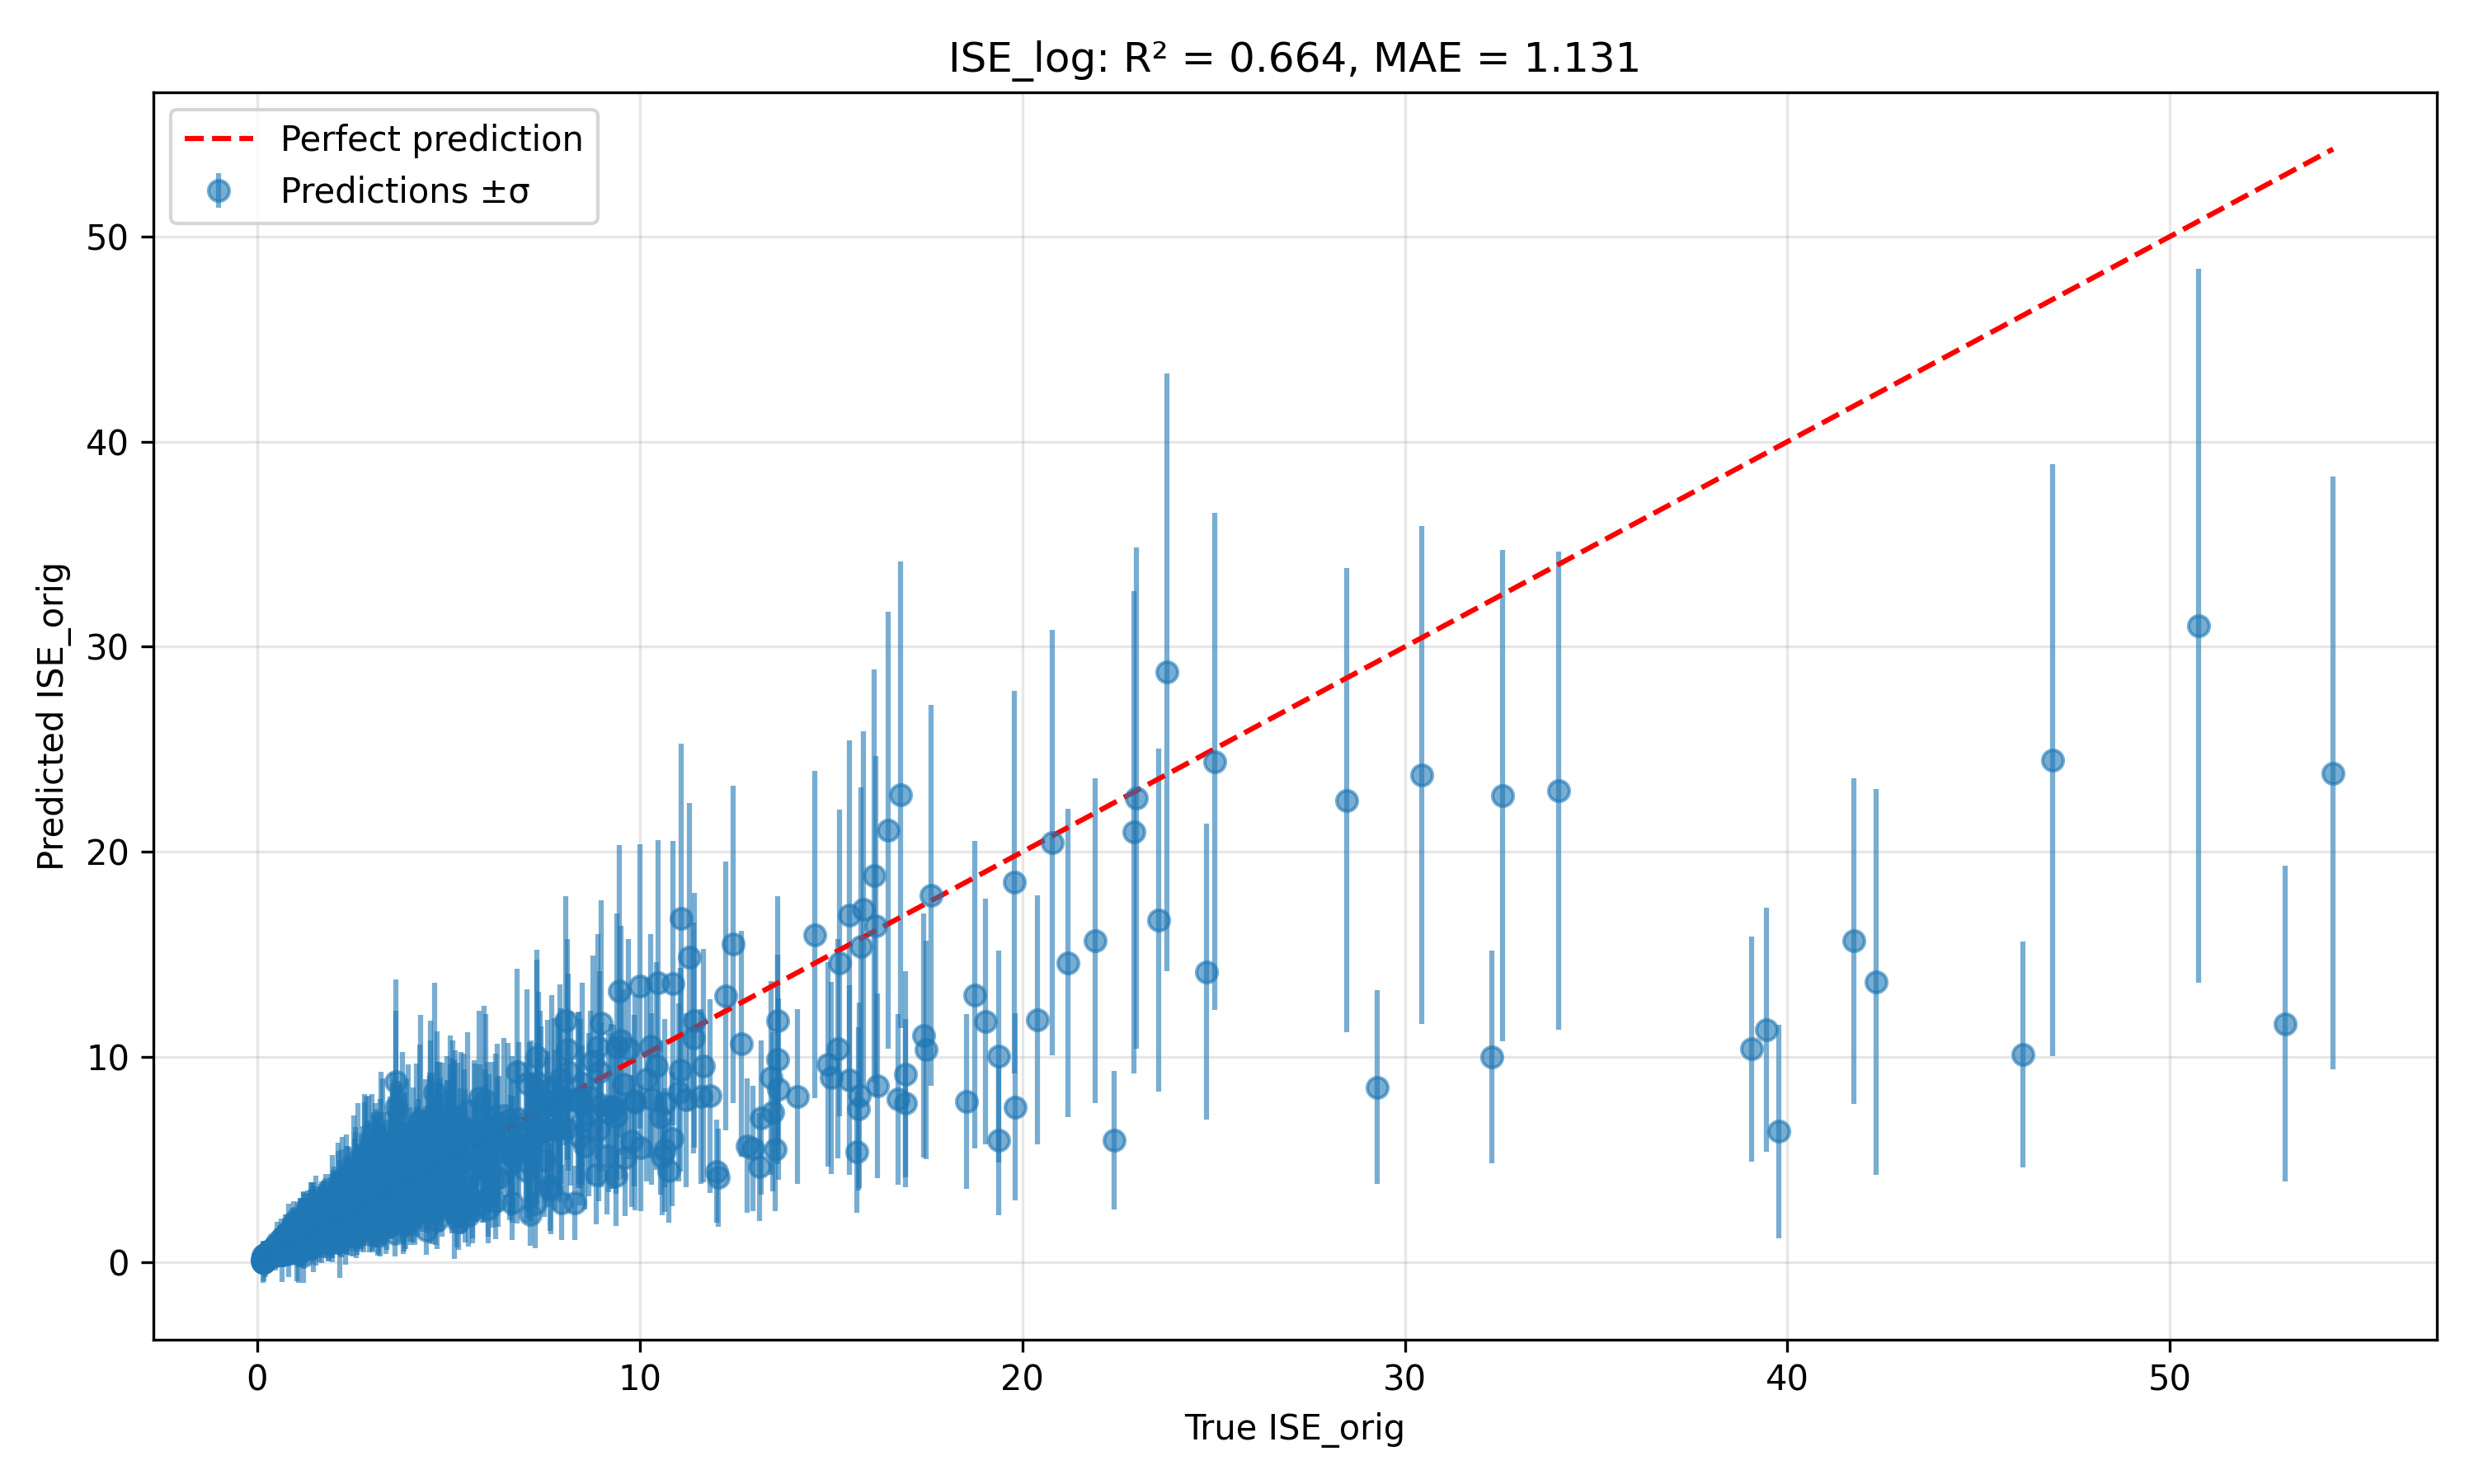 ISE_log: R² = 0.664, MAE = 1.131
Perfect prediction
Predictions ±σ
Predicted ISE_orig
50
40
30
20
10
0
0 10 20 30 40 50
True ISE_orig